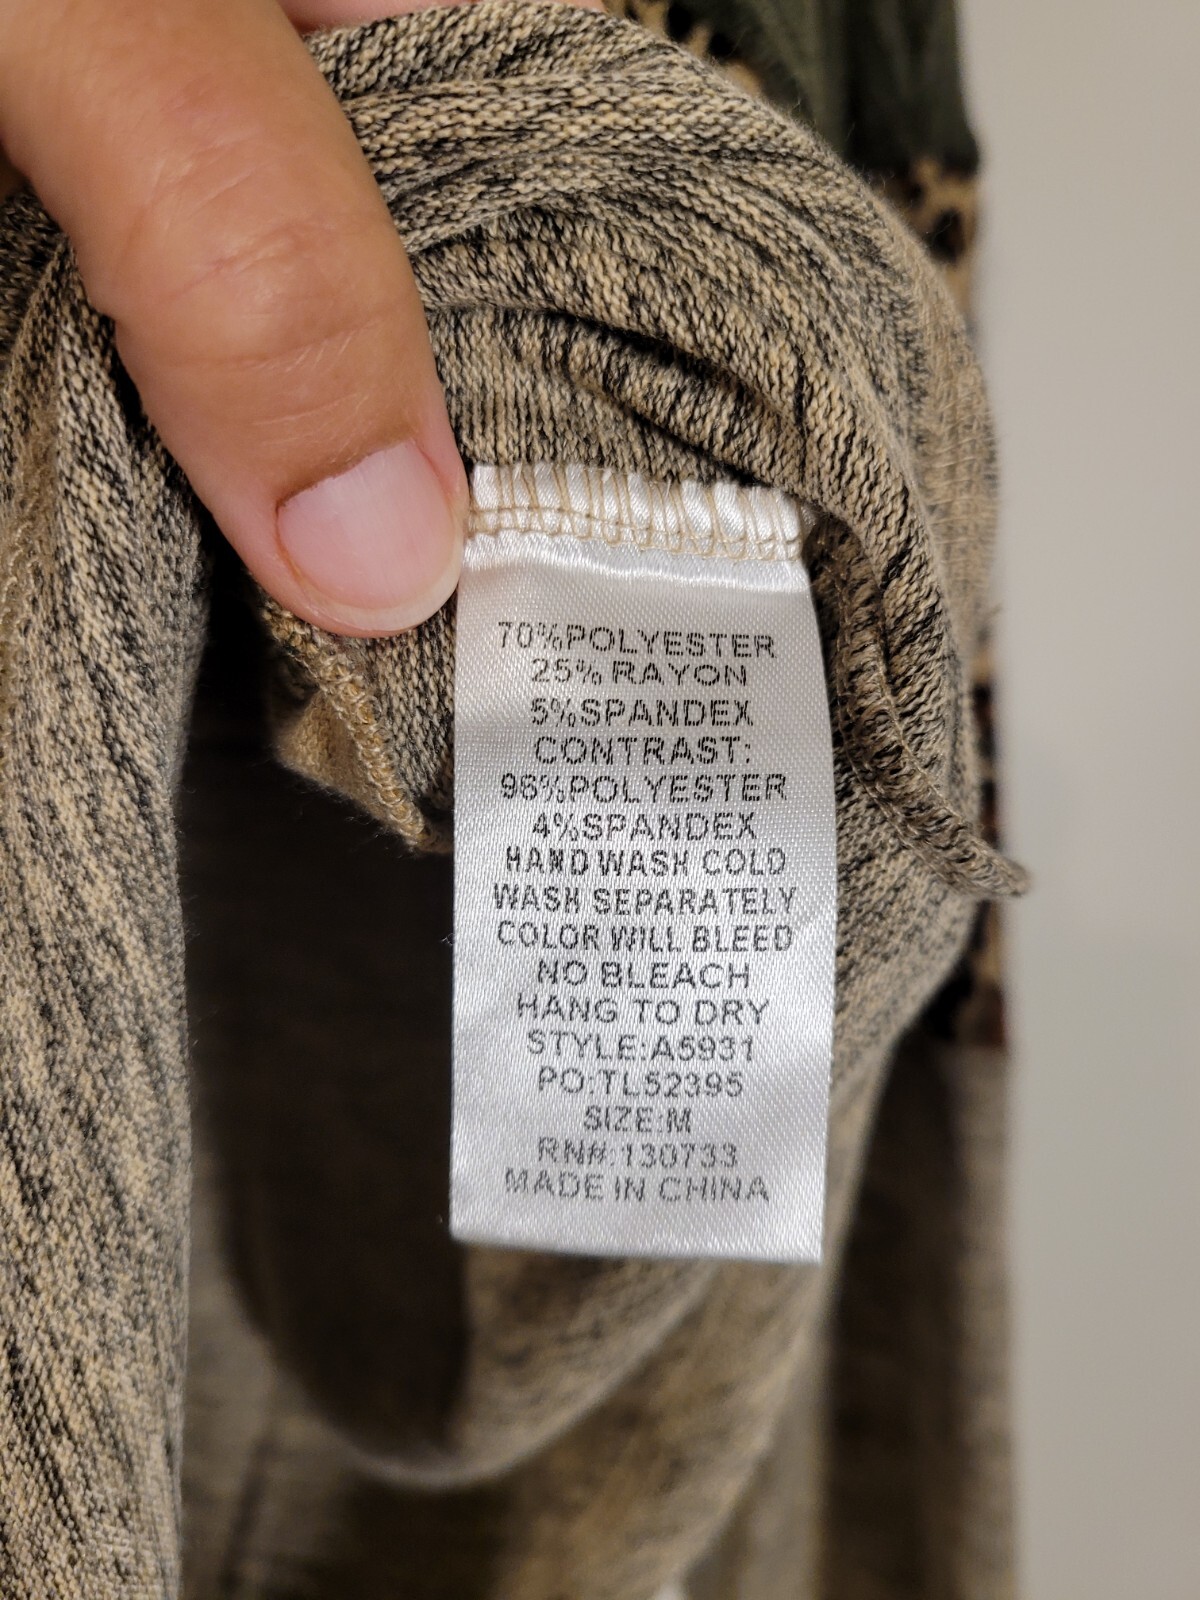 70%POLYESTER
25% RAYON
5%SPANDEX
CONTRAST:
96%POLYESTER
4%SPANDEX
HAND WASH COLD
WASH SEPARATELY
COLOR WILL BLEED
NO BLEACH
HANG TO DRY
STYLE:A5931
PO:TL52395
SIZE:M
RN#:130733
MADE IN CHINA